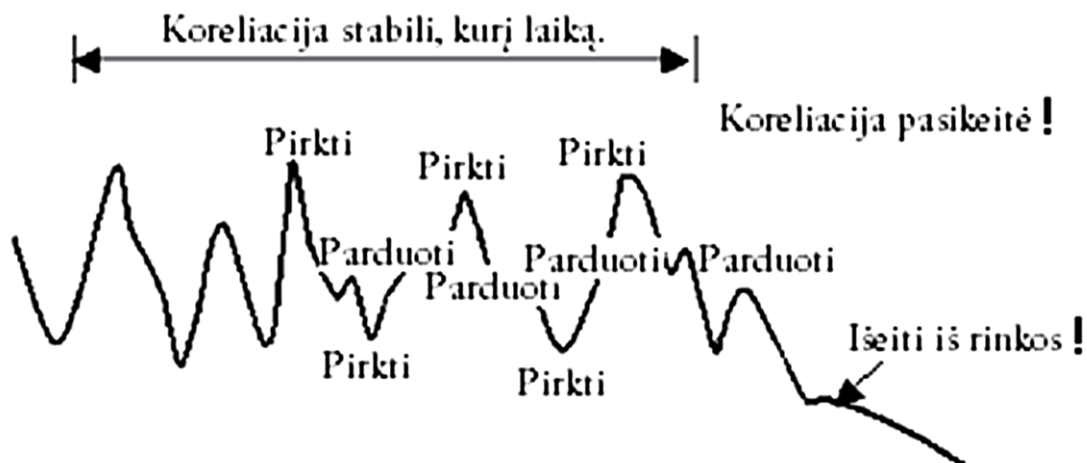 Koreliacija stabili, kurį laiką.
Koreliacija pasikeitė!
Pirkti
Pirkti
Pirkti
Parduoti
Parduoti
Parduoti
Parduoti
Pirkti
Pirkti
Išeiti iš rinkos!